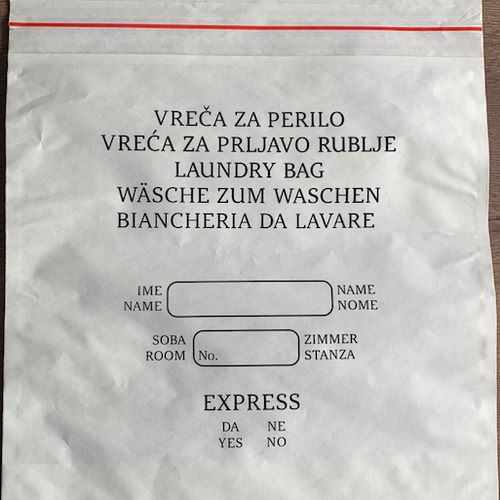 VREČA ZA PERILO
VREĆA ZA PRLJAVO RUBLJE
LAUNDRY BAG
WÄSCHE ZUM WASCHEN
BIANCHERIA DA LAVARE
IME NAME
NAME NOME
SOBA ZIMMER
ROOM No. STANZA
EXPRESS
DA NE
YES NO